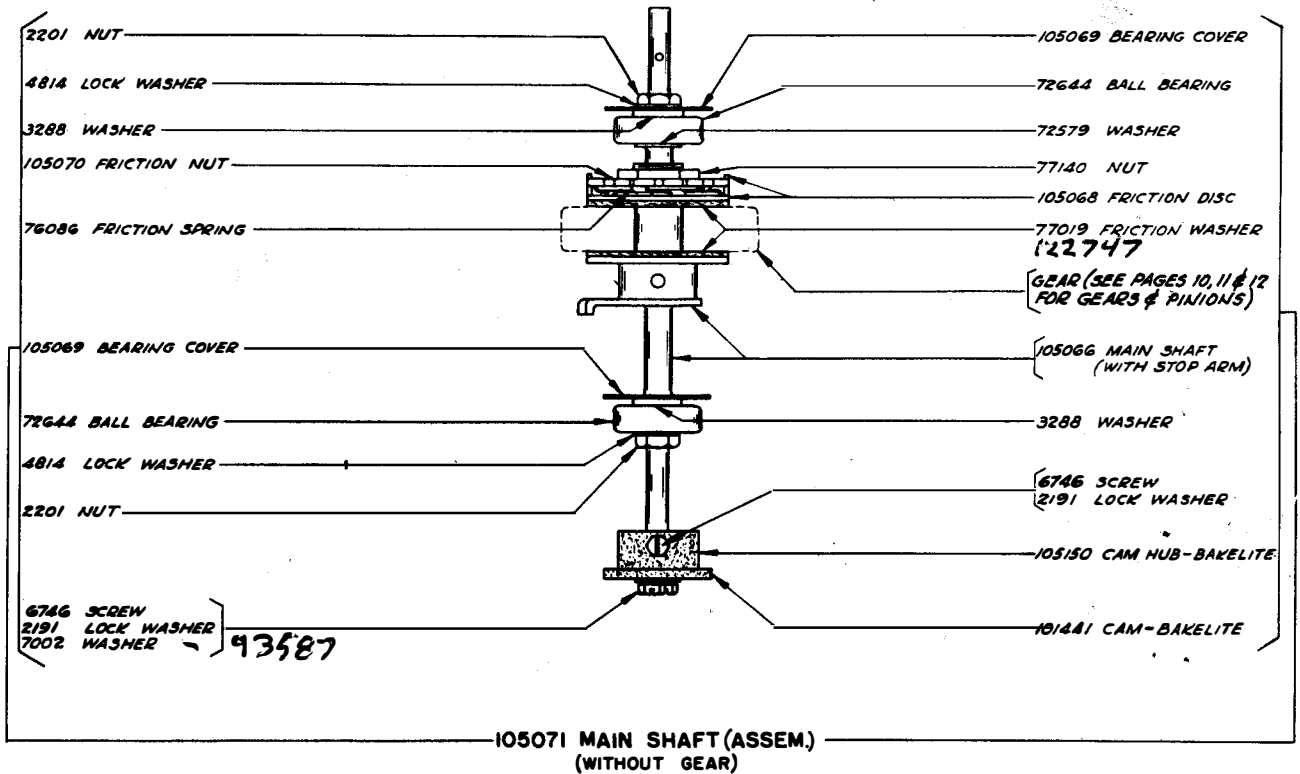 2201 NUT
4814 LOCK WASHER
3288 WASHER
105070 FRICTION NUT
76086 FRICTION SPRING
105069 BEARING COVER
72644 BALL BEARING
4814 LOCK WASHER
2201 NUT
6746 SCREW
2191 LOCK WASHER
7002 WASHER - 93587
105069 BEARING COVER
72644 BALL BEARING
72579 WASHER
77140 NUT
105068 FRICTION DISC
77019 FRICTION WASHER
122747
GEAR (SEE PAGES 10, 11 & 12
FOR GEARS & PINIONS)
105066 MAIN SHAFT
(WITH STOP ARM)
3288 WASHER
6746 SCREW
2191 LOCK WASHER
105150 CAM HUB-BAKELITE
CAM-BAKELITE
105071 MAIN SHAFT (ASSEM.)
(WITHOUT GEAR)